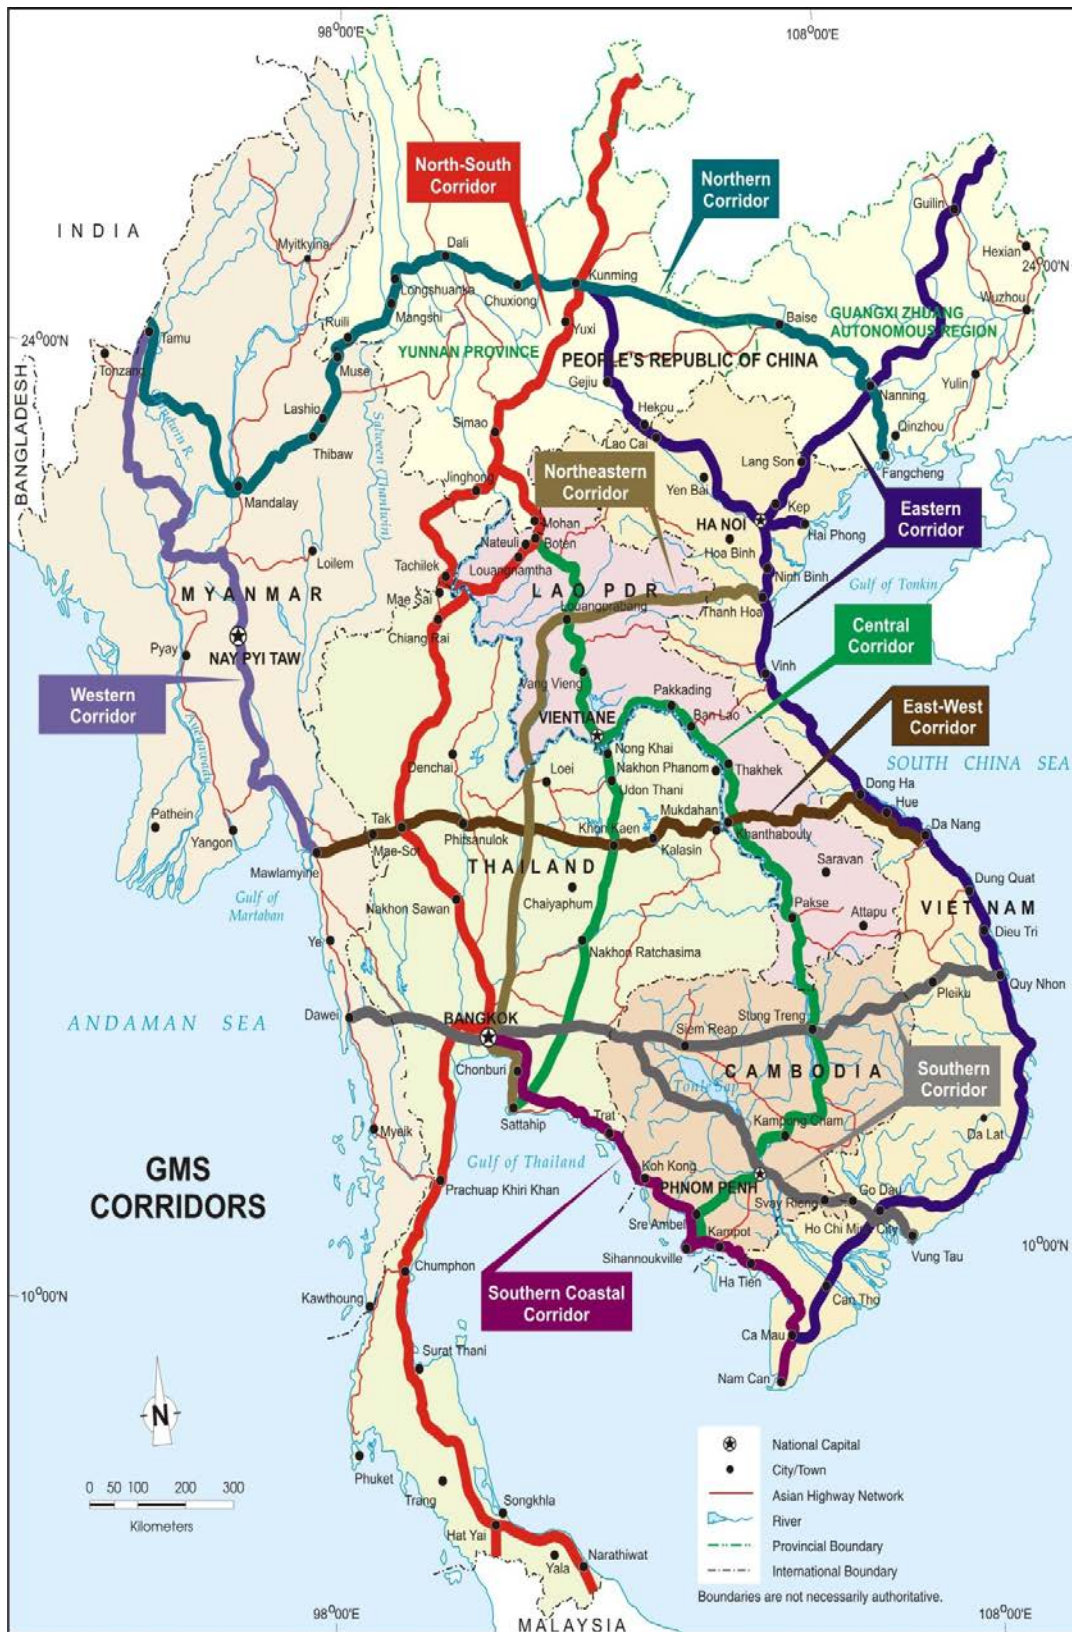 98°00'E
108°00'E
North-South
Corridor
Northern
Corridor
INDIA
Guilin
Hexian
24°00'N
Myitkyina
Dali
Longshuanka
Kunming
Chuxiong
Wuzhou
Mangshi
GUANGXI ZHUANG
AUTONOMOUS REGION
Baise
24°00'N
Tamu
Ruili
Yuxi
YUNNAN PROVINCE
PEOPLE'S REPUBLIC OF CHINA
Tonzang
Muse
Gejiu
Yulin
Nanning
BANGLADESH
Lashio
Hekou
Simao
Lao Cai
Qinzhou
Thibaw
Salween (Thanlwin)
Lang Son
Fangcheng
Northeastern
Corridor
Jinghong
Yen Bai
Mandalay
Kep
Eastern
Corridor
Mohan
HA NOI
Hai Phong
Nateuil
Boten
Hoa Binh
Loilem
Louangnamtha
Tachilek
Ninh Binh
Gulf of Tonkin
MYANMAR
LAO PDR
Mae Sai
Louangprabang
Thanh Hoa
Central
Corridor
Chiang Rai
Pyay
NAY PYI TAW
Vang Vieng
Vinh
Western
Corridor
Pakkading
East-West
Corridor
Ban Lao
VIENTIANE
Nong Khai
Denchai
Loei
Nakhon Phanom
Thakhek
SOUTH CHINA SEA
Udon Thani
Dong Ha
Hue
Pathein
Tak
Mukdahan
Yangon
Phitsanulok
Khon Kaen
Khanthabouly
Da Nang
Mae-Sot
Kalasin
Mawlamyine
THAILAND
Saravan
Gulf of
Martaban
Chaiyaphum
Dung Quat
Nakhon Sawan
Pakse
Attapu
VIET NAM
Dieu Tri
Ye
Nakhon Ratchasima
Quy Nhon
Pleiku
Dawei
BANGKOK
Stung Treng
ANDAMAN SEA
Siem Reap
Chonburi
CAMBODIA
Southern
Corridor
Tonle Sap
Sattahip
Trat
Kampong Cham
Da Lat
Myeik
Gulf of Thailand
GMS
CORRIDORS
Koh Kong
Prachuap Khiri Khan
PHNOM PENH
Go Dau
Svay Rieng
Sre Ambel
Ho Chi Minh City
Kampot
Vung Tau
Sihannoukville
10°00'N
Chumphon
Ha Tien
Southern Coastal
Corridor
Can Tho
10°00'N
Kawthoung
Ca Mau
Surat Thani
Nam Can
N
National Capital
City/Town
Phuket
0 50 100 200 300
Trang
Songkhla
Asian Highway Network
River
Kilometers
Hat Yai
Provincial Boundary
Yala
Narathiwat
International Boundary
Boundaries are not necessarily authoritative.
98°00'E
MALAYSIA
108°00'E